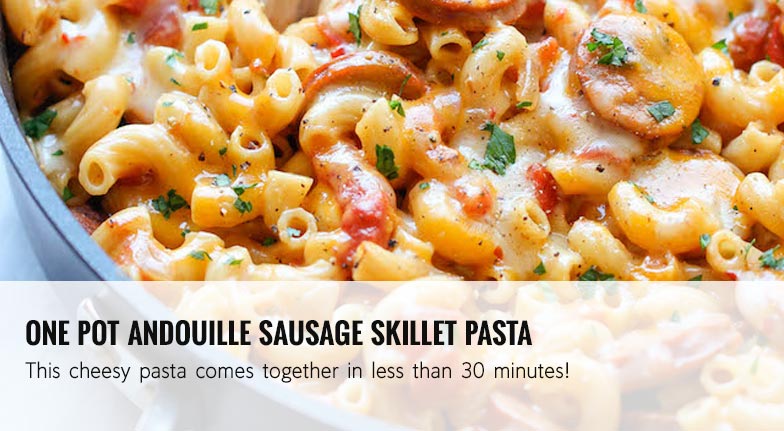 ONE POT ANDOUILLE SAUSAGE SKILLET PASTA
This cheesy pasta comes together in less than 30 minutes!